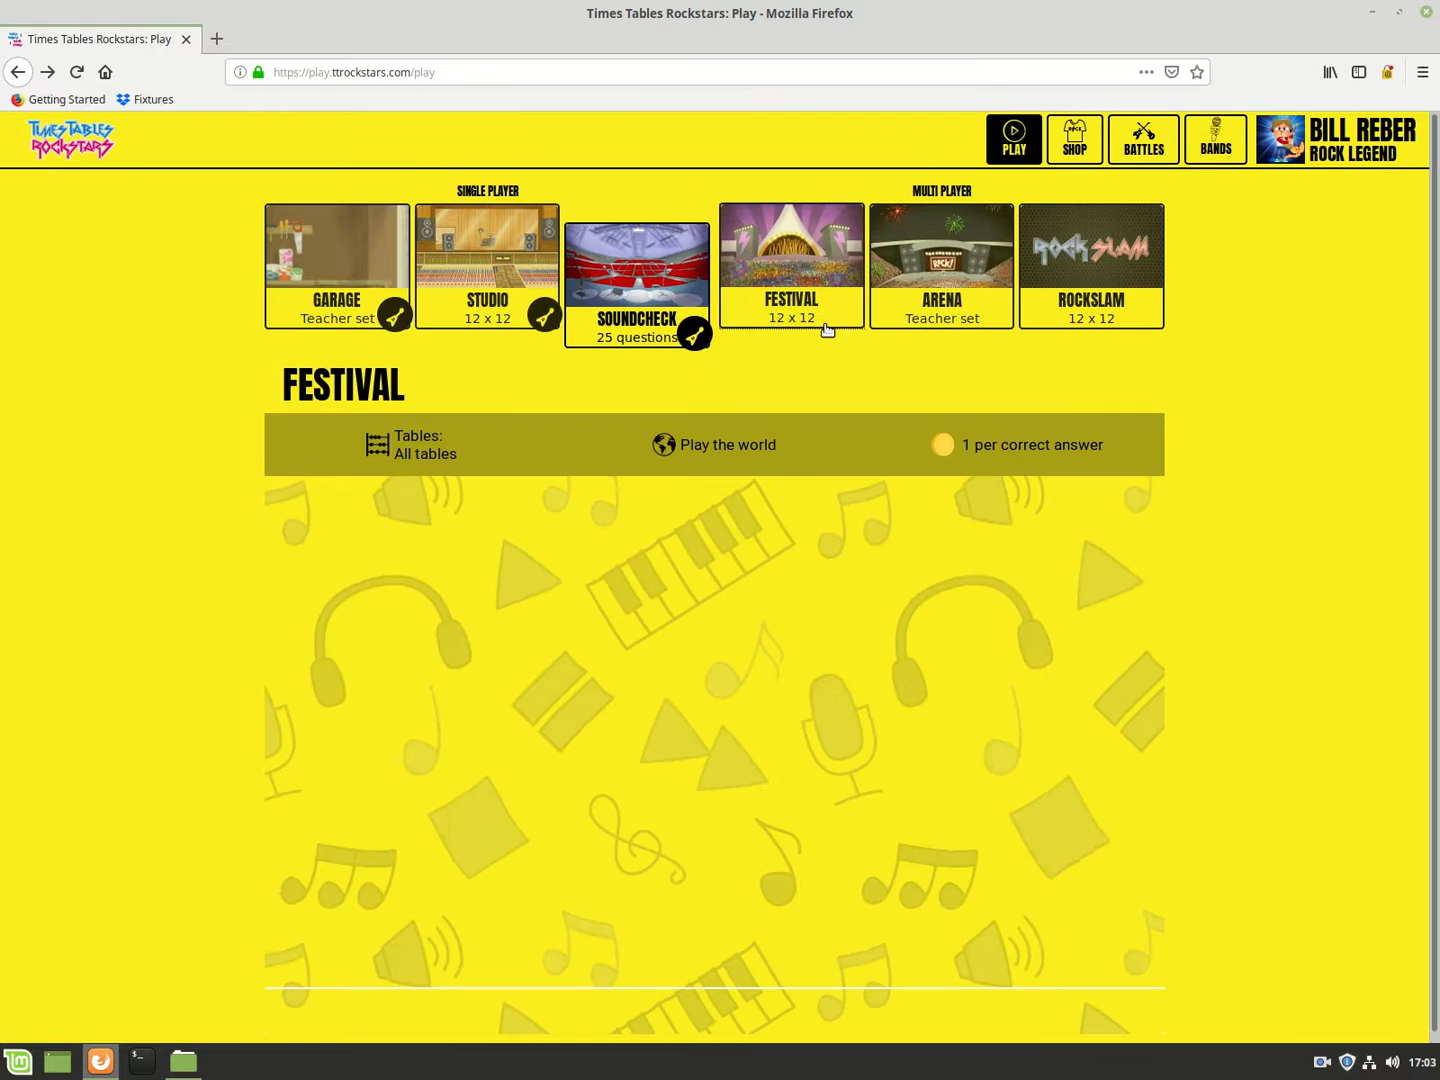 Times Tables Rockstars: Play - Mozilla Firefox
Times Tables Rockstars: Play
https://play.ttrockstars.com/play
Getting Started
Fixtures
TIMES TABLES
ROCKSTARS
PLAY
SHOP
BATTLES
BANDS
BILL REBER
ROCK LEGEND
SINGLE PLAYER
MULTI PLAYER
ROCK!
ROCK SLAM
GARAGE
Teacher set
STUDIO
12 x 12
SOUNDCHECK
25 questions
FESTIVAL
12 x 12
ARENA
Teacher set
ROCKSLAM
12 x 12
FESTIVAL
Tables:
All tables
Play the world
1 per correct answer
17:03